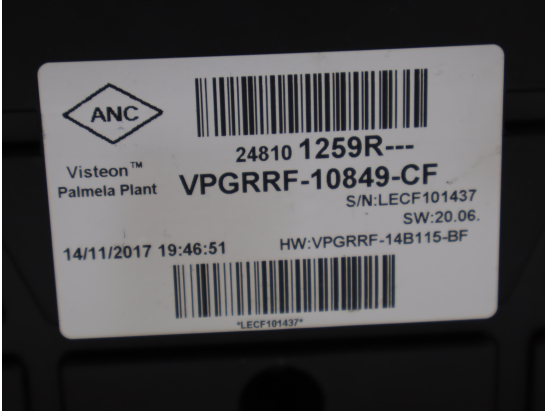 ANC
24810 1259R---
Visteon™
Palmela Plant
VPGRRF-10849-CF
S/N:LECF101437
SW:20.06.
14/11/2017 19:46:51
HW:VPGRRF-14B115-BF
*LECF101437*